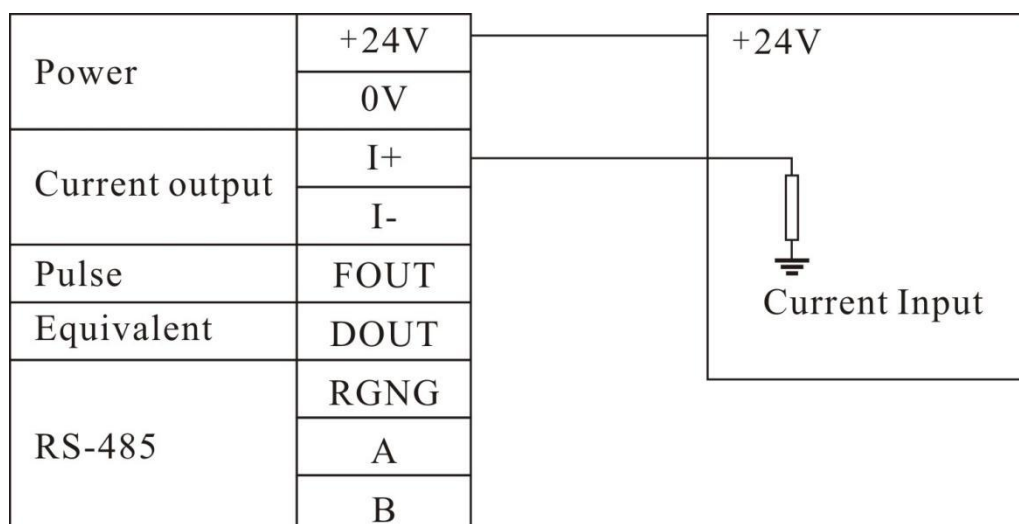 Power
+24V
0V
Current output
I+
I-
Pulse
FOUT
Equivalent
DOUT
RS-485
RGNG
A
B
+24V
Current Input